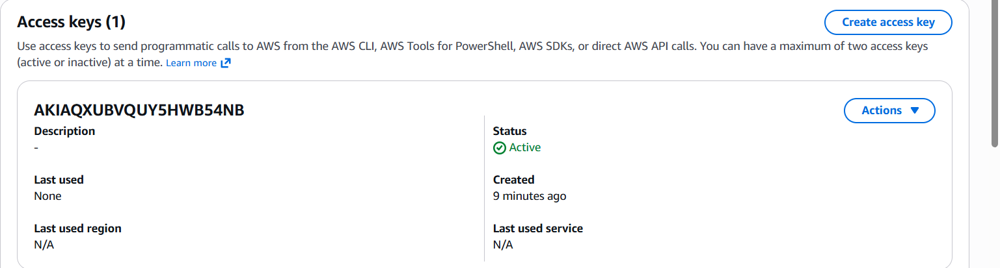 Access keys (1)
Create access key
Use access keys to send programmatic calls to AWS from the AWS CLI, AWS Tools for PowerShell, AWS SDKs, or direct AWS API calls. You can have a maximum of two access keys
(active or inactive) at a time. Learn more
AKIAQXUBVQUY5HWB54NB
Actions
Description
-
Status
Active
Last used
None
Created
9 minutes ago
Last used region
N/A
Last used service
N/A